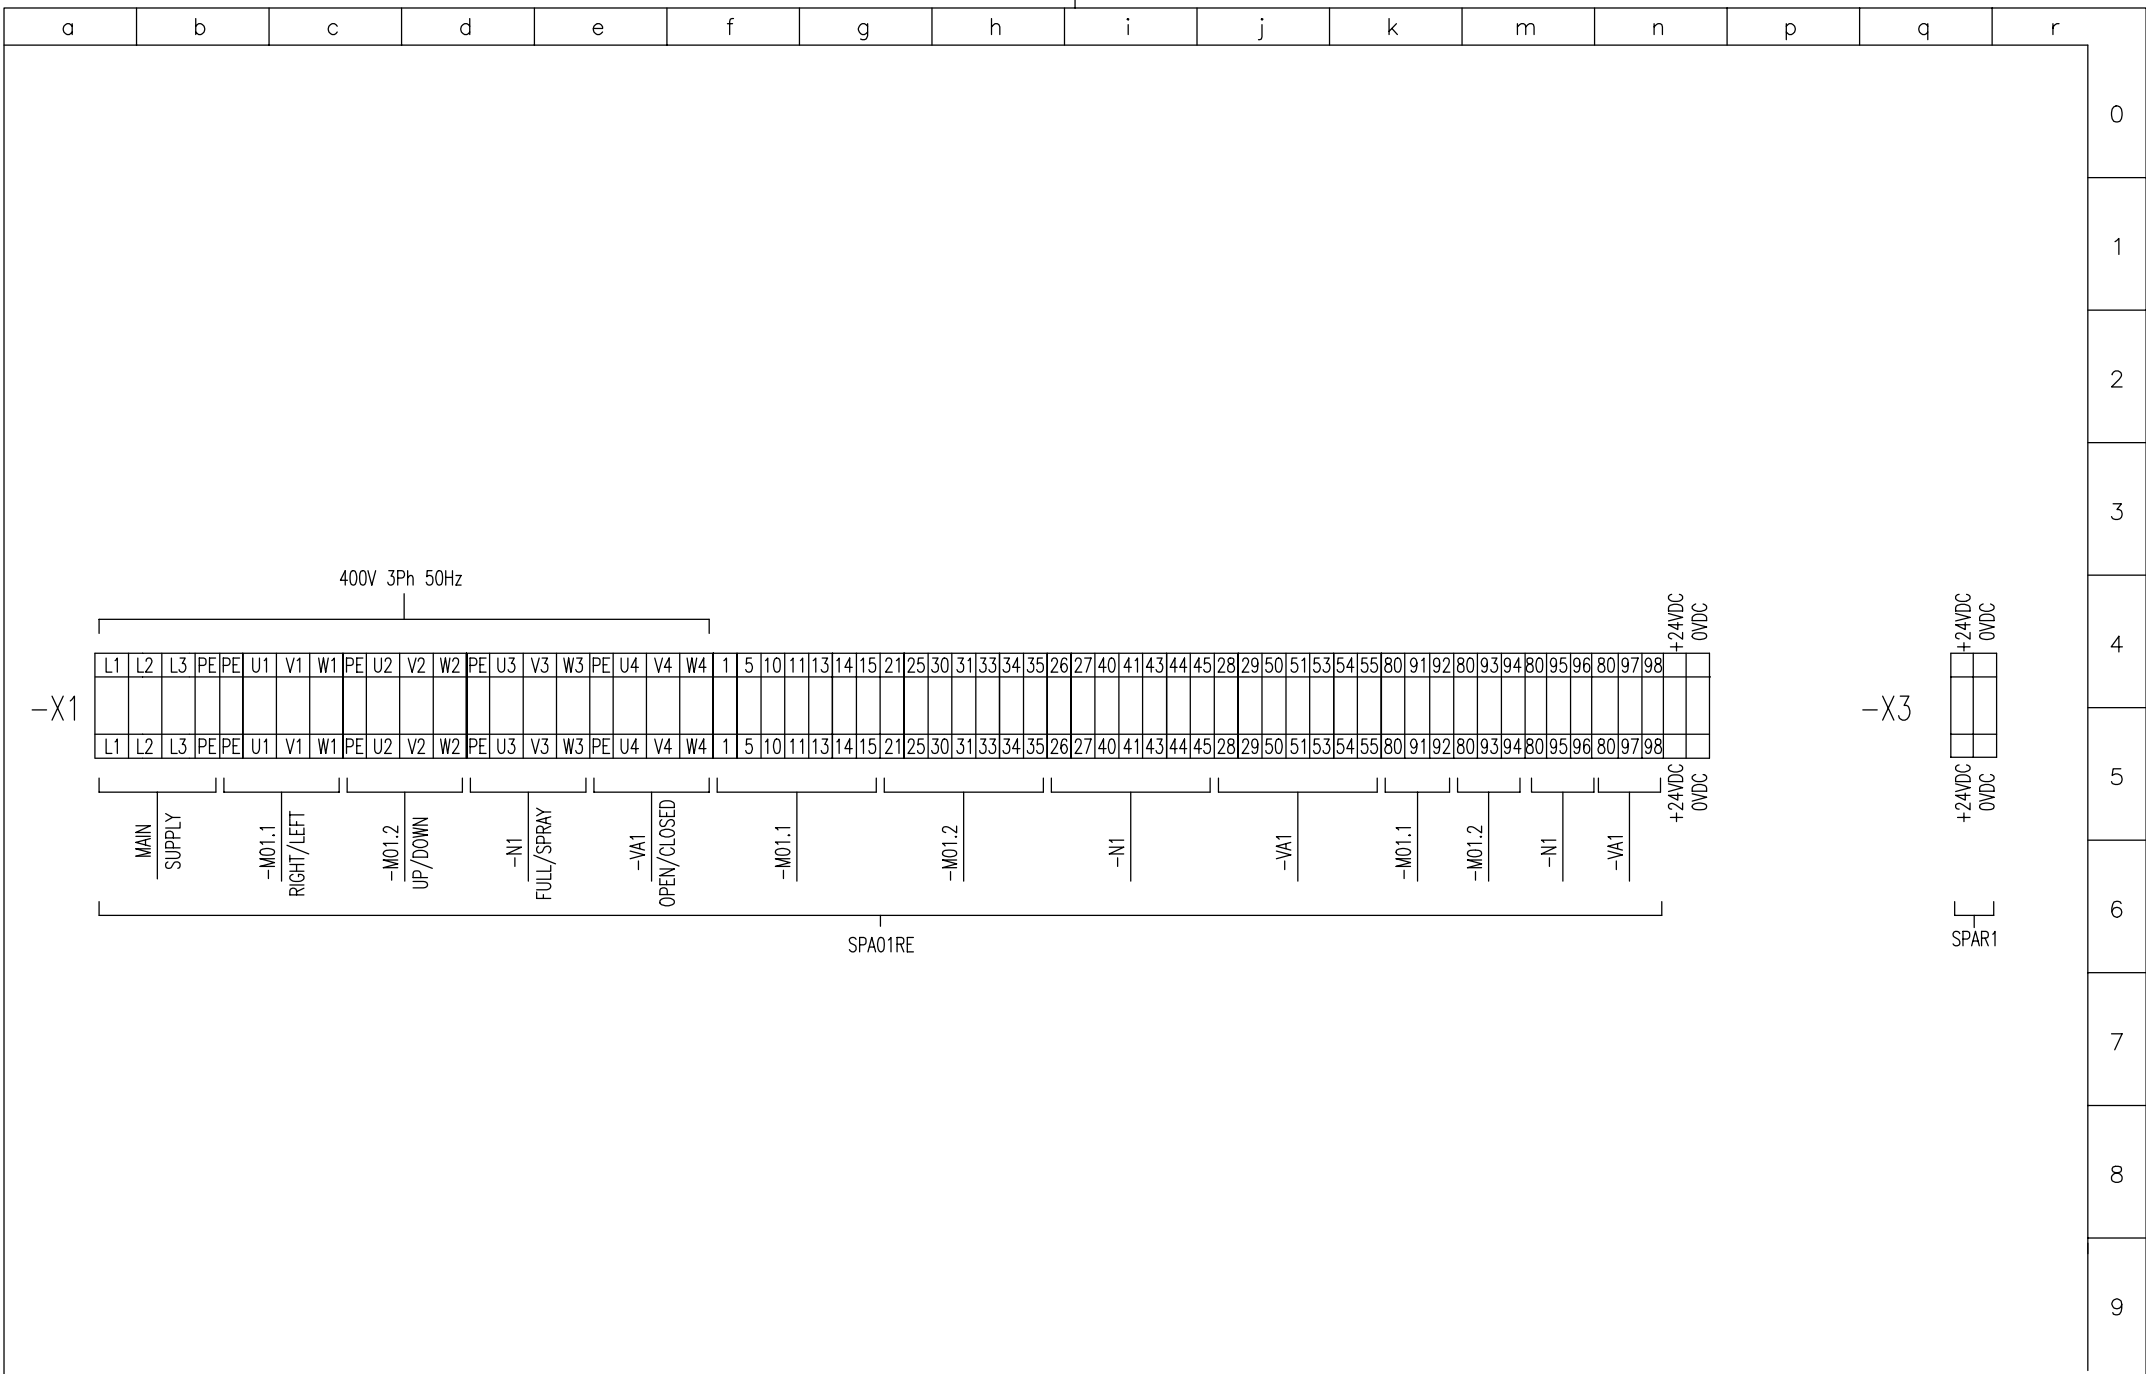 a b c d e f g h i j k m n p q r
0
1
2
3
400V 3Ph 50Hz
+24VDC
0VDC
+24VDC
0VDC
4
L1 L2 L3 PE PE U1 V1 W1 PE U2 V2 W2 PE U3 V3 W3 PE U4 V4 W4 1 5 10 11 13 14 15 21 25 30 31 33 34 35 26 27 40 41 43 44 45 28 29 50 51 53 54 55 80 91 92 80 93 94 80 95 96 80 97 98
-X1
-X3
L1 L2 L3 PE PE U1 V1 W1 PE U2 V2 W2 PE U3 V3 W3 PE U4 V4 W4 1 5 10 11 13 14 15 21 25 30 31 33 34 35 26 27 40 41 43 44 45 28 29 50 51 53 54 55 80 91 92 80 93 94 80 95 96 80 97 98
+24VDC
0VDC
+24VDC
0VDC
5
MAIN
SUPPLY
-M01.1
RIGHT/LEFT
-M01.2
UP/DOWN
-N1
FULL/SPRAY
-VA1
OPEN/CLOSED
-M01.1
-M01.2
-N1
-VA1
-M01.1
-M01.2
-N1
-VA1
6
SPA01RE
SPAR1
7
8
9